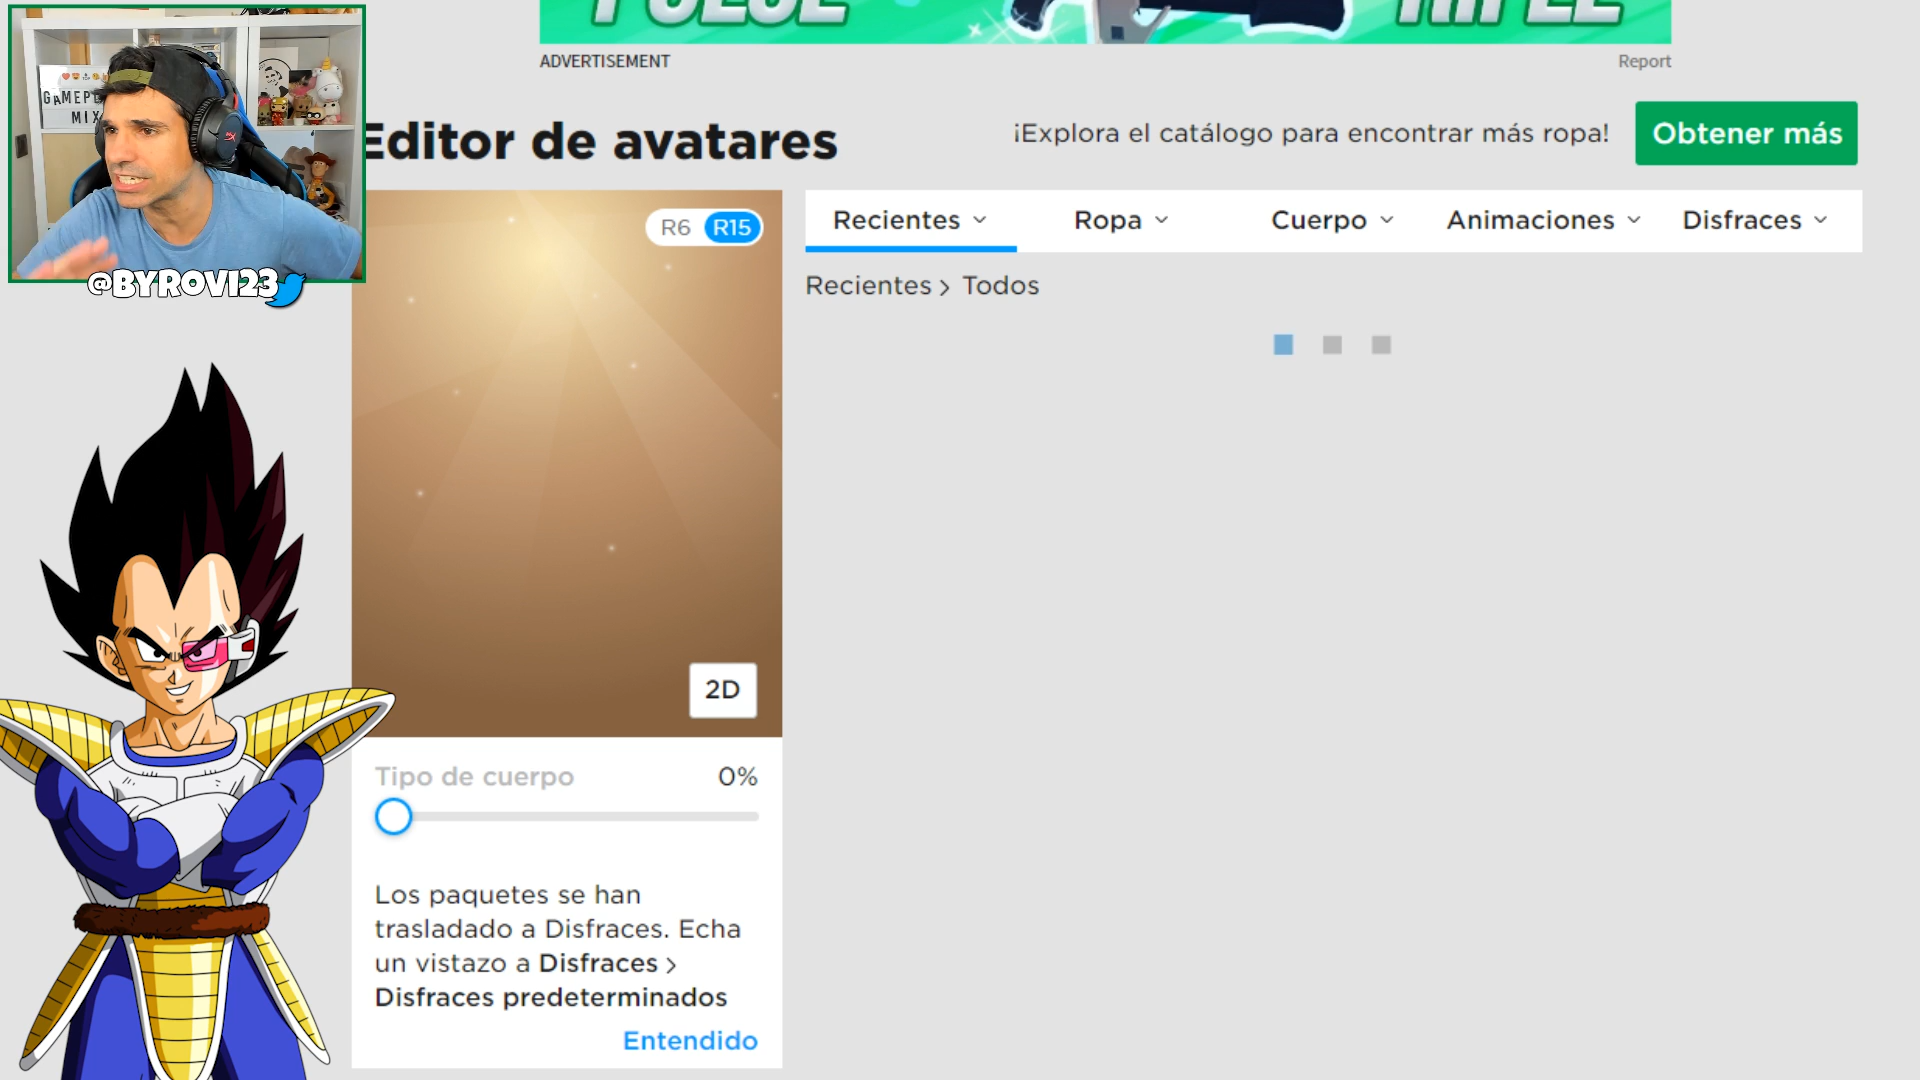 ADVERTISEMENT
Report
MIX
@BYROVI23
Editor de avatares
¡Explora el catálogo para encontrar más ropa!
Obtener más
R6 R15
Recientes
Ropa
Cuerpo
Animaciones
Disfraces
Recientes > Todos
2D
Tipo de cuerpo 0%
Los paquetes se han
trasladado a Disfraces. Echa
un vistazo a Disfraces >
Disfraces predeterminados
Entendido